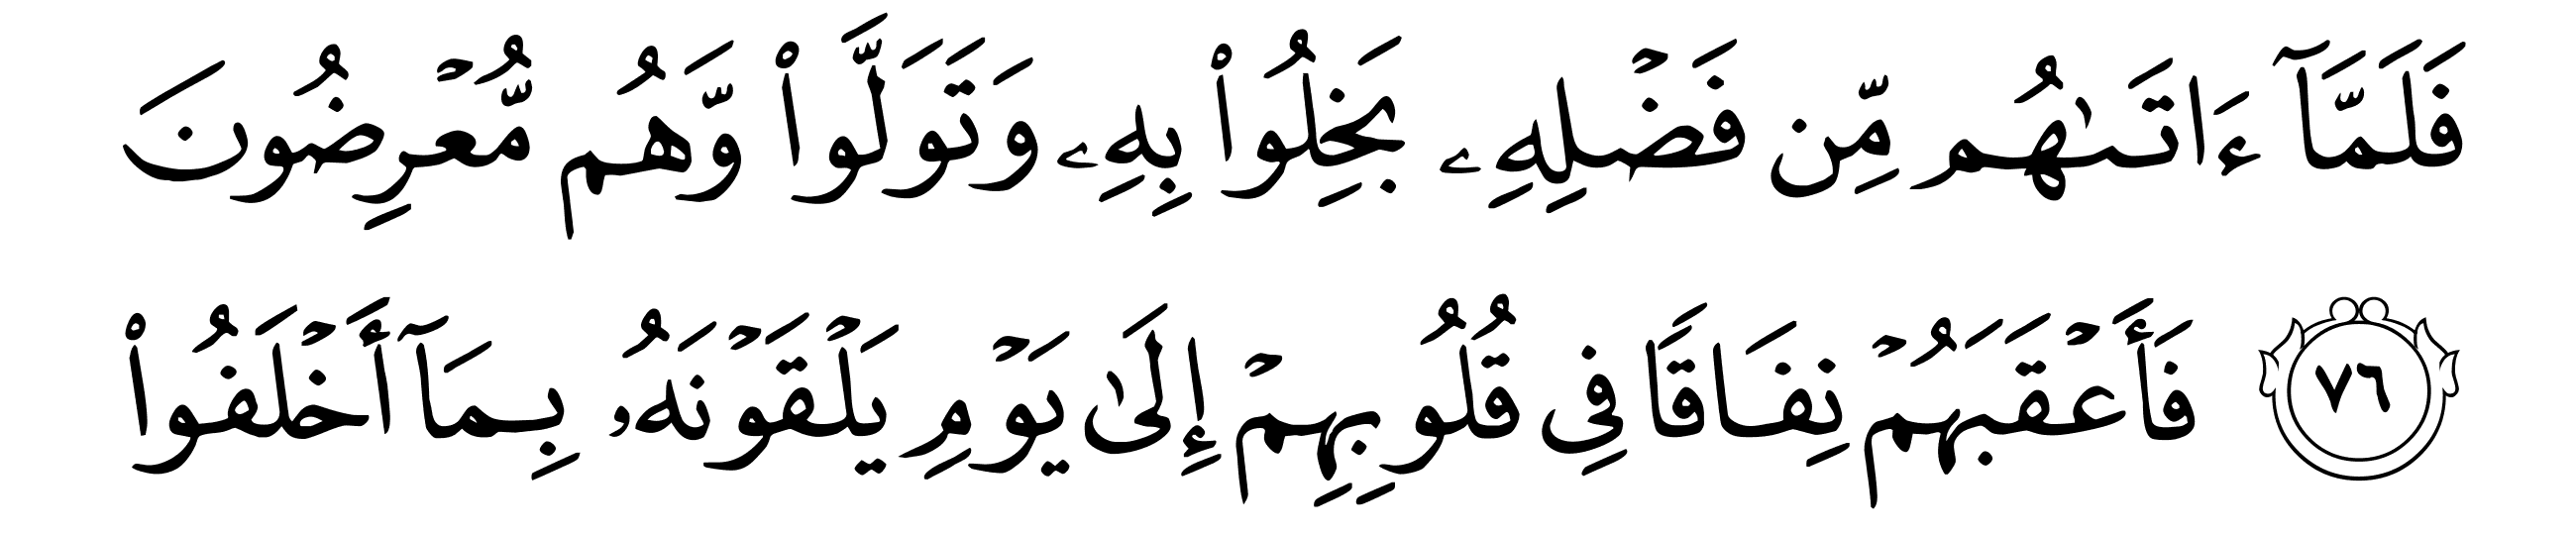 فَلَمَّآ ءَاتَىٰهُم مِّن فَضۡلِهِۦ بَخِلُواْ بِهِۦ وَتَوَلَّواْ وَّهُم مُّعۡرِضُونَ
٧٦ فَأَعۡقَبَهُمۡ نِفَاقٗا فِي قُلُوبِهِمۡ إِلَىٰ يَوۡمِ يَلۡقَوۡنَهُۥ بِمَآ أَخۡلَفُواْ